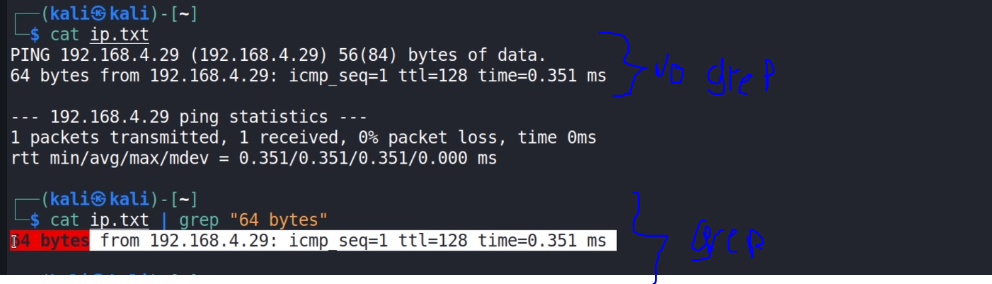 (kali㉿kali)-[~]
$ cat ip.txt
PING 192.168.4.29 (192.168.4.29) 56(84) bytes of data.
64 bytes from 192.168.4.29: icmp_seq=1 ttl=128 time=0.351 ms
No grep
--- 192.168.4.29 ping statistics ---
1 packets transmitted, 1 received, 0% packet loss, time 0ms
rtt min/avg/max/mdev = 0.351/0.351/0.351/0.000 ms
(kali㉿kali)-[~]
$ cat ip.txt | grep "64 bytes"
64 bytes from 192.168.4.29: icmp_seq=1 ttl=128 time=0.351 ms
Grep